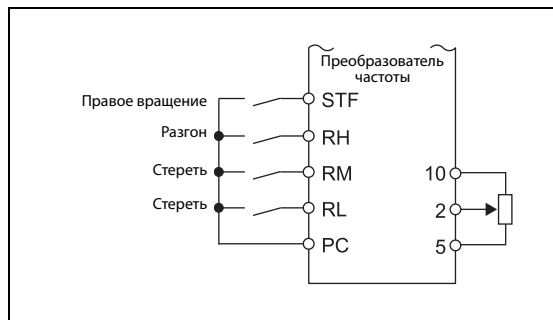 Преобразователь
частоты
Правое вращение
STF
Разгон
RH
Стереть
RM
10
Стереть
RL
2
PC
5